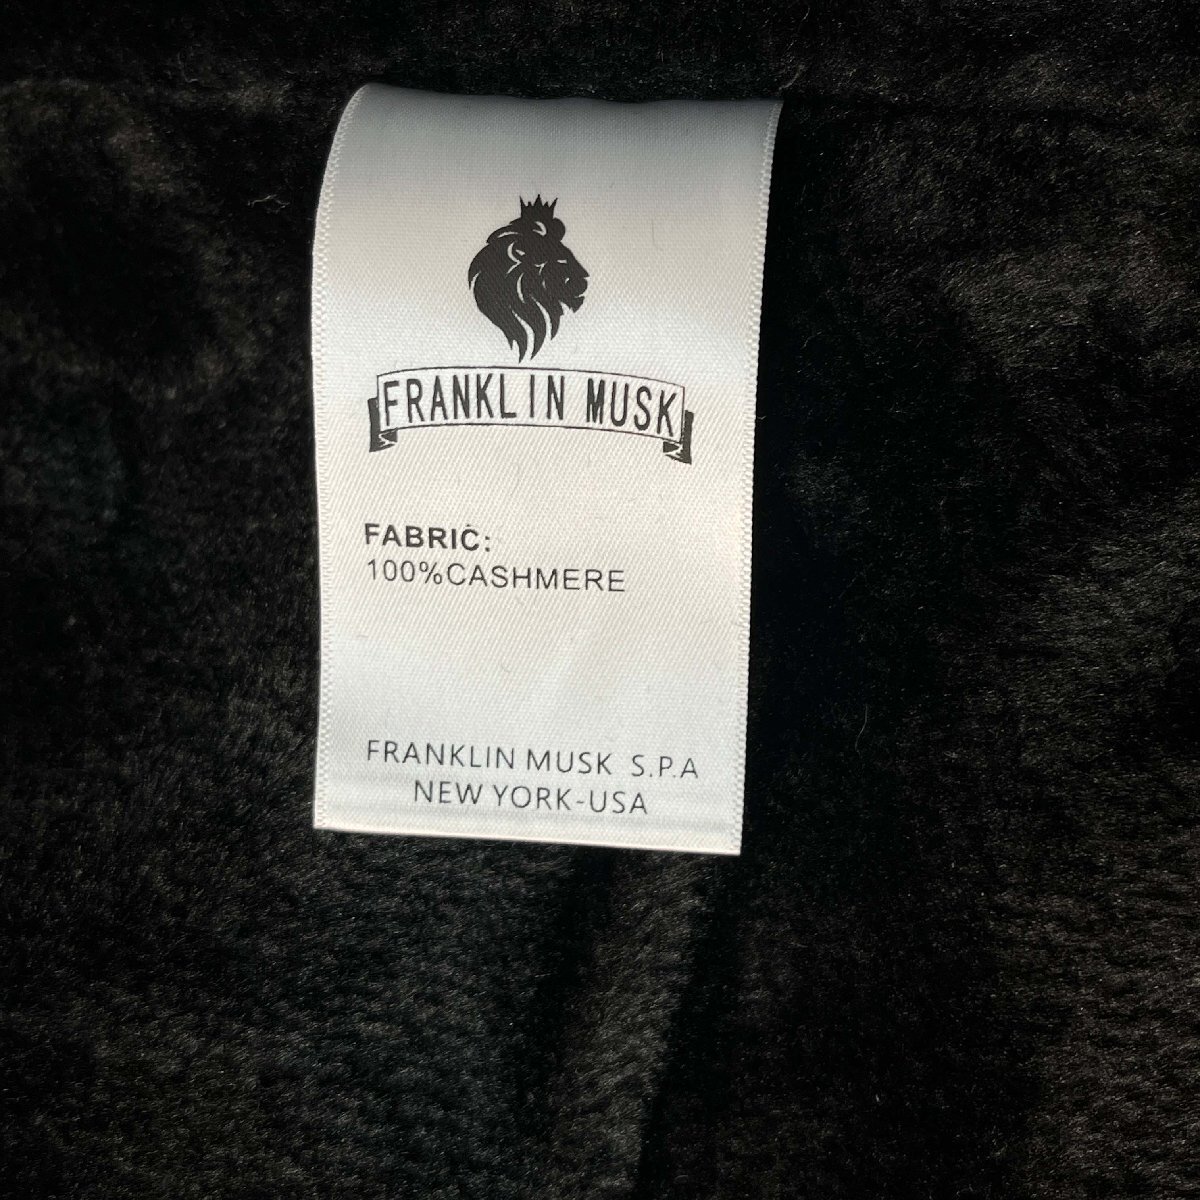 FRANKLIN MUSK
FABRIC:
100%CASHMERE
FRANKLIN MUSK S.P.A
NEW YORK-USA